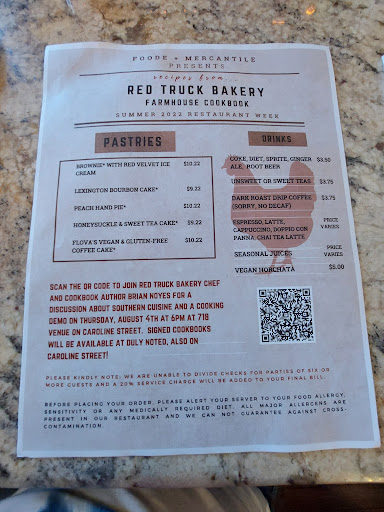 FOODE + MERCANTILE
PRESENTS
recipes from...
RED TRUCK BAKERY
FARMHOUSE COOKBOOK
SUMMER 2022 RESTAURANT WEEK
PASTRIES
BROWNIE* WITH RED VELVET ICE CREAM $10.22
LEXINGTON BOURBON CAKE* $9.22
PEACH HAND PIE* $10.22
HONEYSUCKLE & SWEET TEA CAKE* $9.22
FLOVA'S VEGAN & GLUTEN-FREE COFFEE CAKE* $10.22
DRINKS
COKE, DIET, SPRITE, GINGER ALE, ROOT BEER $3.50
UNSWEET OR SWEET TEAS $3.75
DARK ROAST DRIP COFFEE (SORRY, NO DECAF) $3.75
ESPRESSO, LATTE, CAPPUCCINO, DOPPIO CON PANNA, CHAI TEA LATTE PRICE VARIES
SEASONAL JUICES PRICE VARIES
VEGAN HORCHATA $5.00
SCAN THE QR CODE TO JOIN RED TRUCK BAKERY CHEF
AND COOKBOOK AUTHOR BRIAN NOYES FOR A
DISCUSSION ABOUT SOUTHERN CUISINE AND A COOKING
DEMO ON THURSDAY, AUGUST 4TH AT 6PM AT 718
VENUE ON CAROLINE STREET. SIGNED COOKBOOKS
WILL BE AVAILABLE AT DULY NOTED, ALSO ON
CAROLINE STREET!
PLEASE KINDLY NOTE: WE ARE UNABLE TO DIVIDE CHECKS FOR PARTIES OF SIX OR
MORE GUESTS AND A 20% SERVICE CHARGE WILL BE ADDED TO YOUR FINAL BILL.
BEFORE PLACING YOUR ORDER, PLEASE ALERT YOUR SERVER TO YOUR FOOD ALLERGY,
SENSITIVITY OR ANY MEDICALLY REQUIRED DIET. ALL MAJOR ALLERGENS ARE
PRESENT IN OUR RESTAURANT AND WE CAN NOT GUARANTEE AGAINST CROSS-
CONTAMINATION.